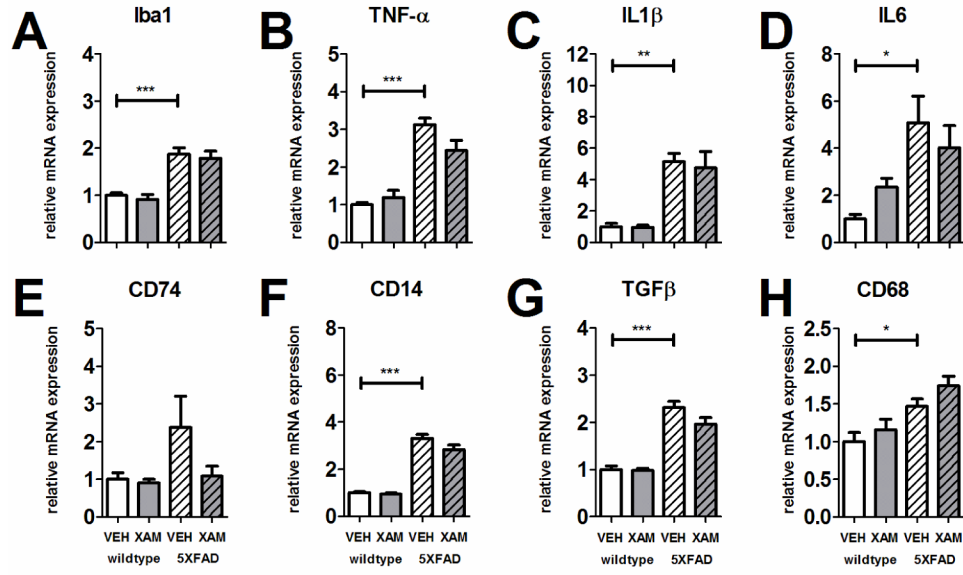 A
Iba1
relative mRNA expression
4
3
2
1
0
***
B
TNF-α
relative mRNA expression
5
4
3
2
1
0
***
C
IL1β
relative mRNA expression
12
10
8
6
4
2
0
**
D
IL6
relative mRNA expression
8
6
4
2
0
*
E
CD74
relative mRNA expression
5
4
3
2
1
0
VEH XAM VEH XAM
wildtype 5XFAD
F
CD14
relative mRNA expression
8
6
4
2
0
***
VEH XAM VEH XAM
wildtype 5XFAD
G
TGFβ
relative mRNA expression
4
3
2
1
0
***
VEH XAM VEH XAM
wildtype 5XFAD
H
CD68
relative mRNA expression
2.5
2.0
1.5
1.0
0.5
0.0
*
VEH XAM VEH XAM
wildtype 5XFAD